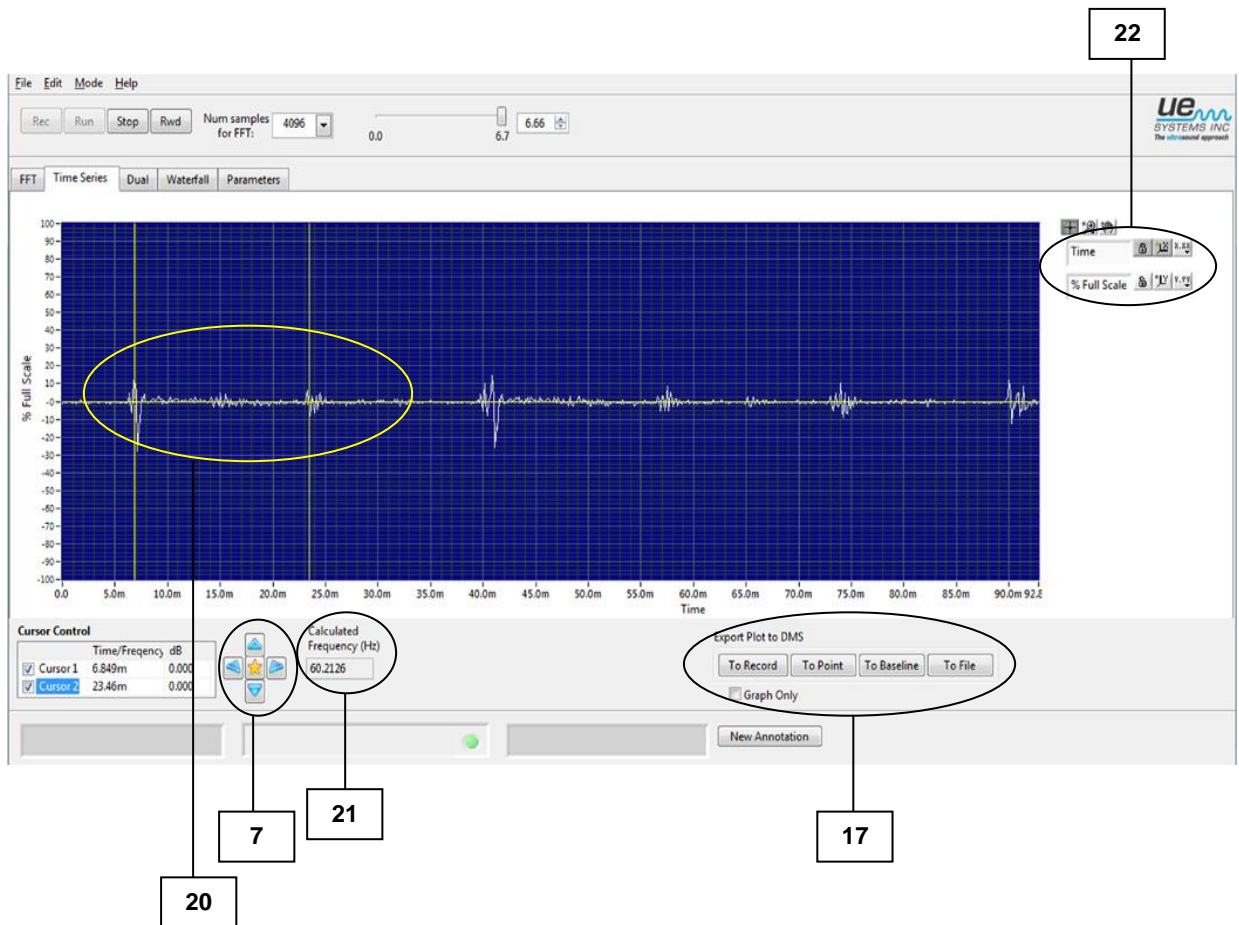 22
File Edit Mode Help
Rec Run Stop Rwd Num samples for FFT: 4096 0.0 6.7 6.66
ue
SYSTEMS INC
The ultrasound approach
FFT Time Series Dual Waterfall Parameters
100
90
80
70
60
50
40
30
20
10
-0
-10
-20
-30
-40
-50
-60
-70
-80
-90
-100
% Full Scale
Time
% Full Scale
0.0 5.0m 10.0m 15.0m 20.0m 25.0m 30.0m 35.0m 40.0m 45.0m 50.0m 55.0m 60.0m 65.0m 70.0m 75.0m 80.0m 85.0m 90.0m 92.8
Time
Cursor Control
Time/Freqency dB
Cursor 1 6.849m 0.000
Cursor 2 23.46m 0.000
Calculated
Frequency (Hz)
60.2126
Export Plot to DMS
To Record To Point To Baseline To File
Graph Only
New Annotation
7
21
17
20